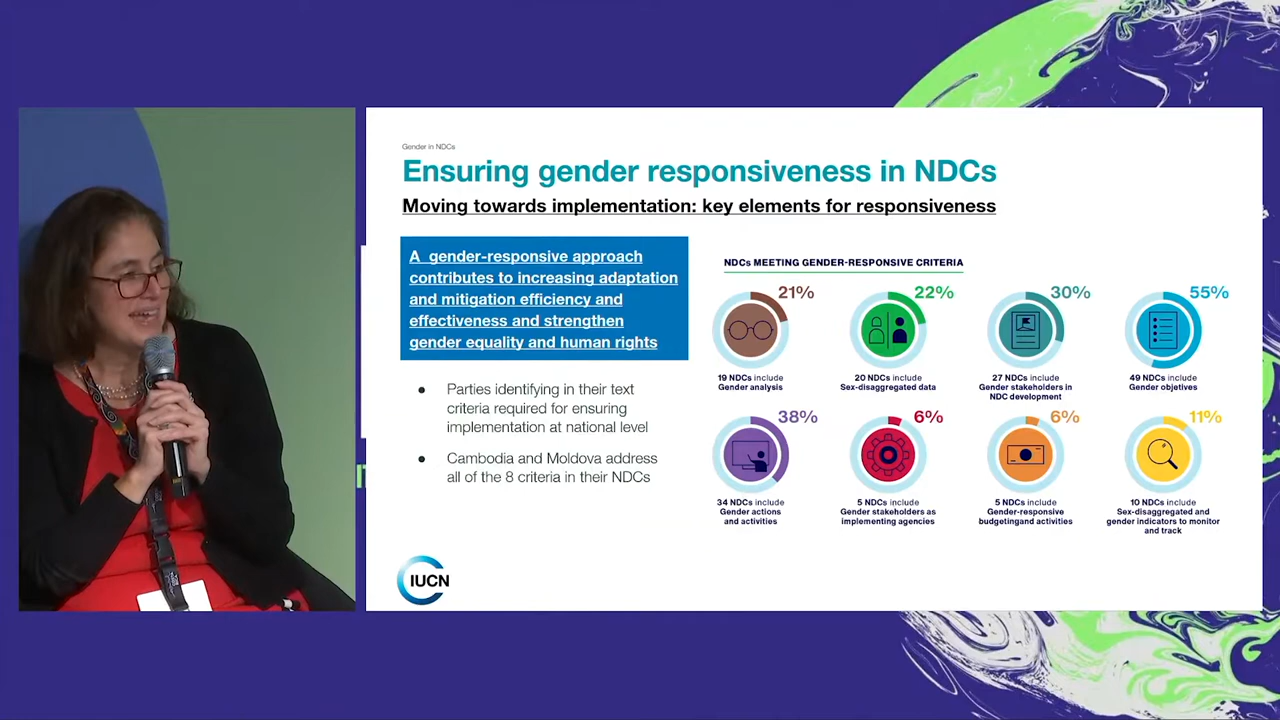 Gender in NDCs
Ensuring gender responsiveness in NDCs
Moving towards implementation: key elements for responsiveness
A gender-responsive approach
contributes to increasing adaptation
and mitigation efficiency and
effectiveness and strengthen
gender equality and human rights
Parties identifying in their text
criteria required for ensuring
implementation at national level
Cambodia and Moldova address
all of the 8 criteria in their NDCs
NDCs MEETING GENDER-RESPONSIVE CRITERIA
21%
19 NDCs include
Gender analysis
22%
20 NDCs include
Sex-disaggregated data
30%
27 NDCs include
Gender stakeholders in
NDC development
55%
49 NDCs include
Gender objetives
38%
34 NDCs include
Gender actions
and activities
6%
5 NDCs include
Gender stakeholders as
implementing agencies
6%
5 NDCs include
Gender-responsive
budgetingand activities
11%
10 NDCs include
Sex-disaggregated and
gender indicators to monitor
and track
IUCN